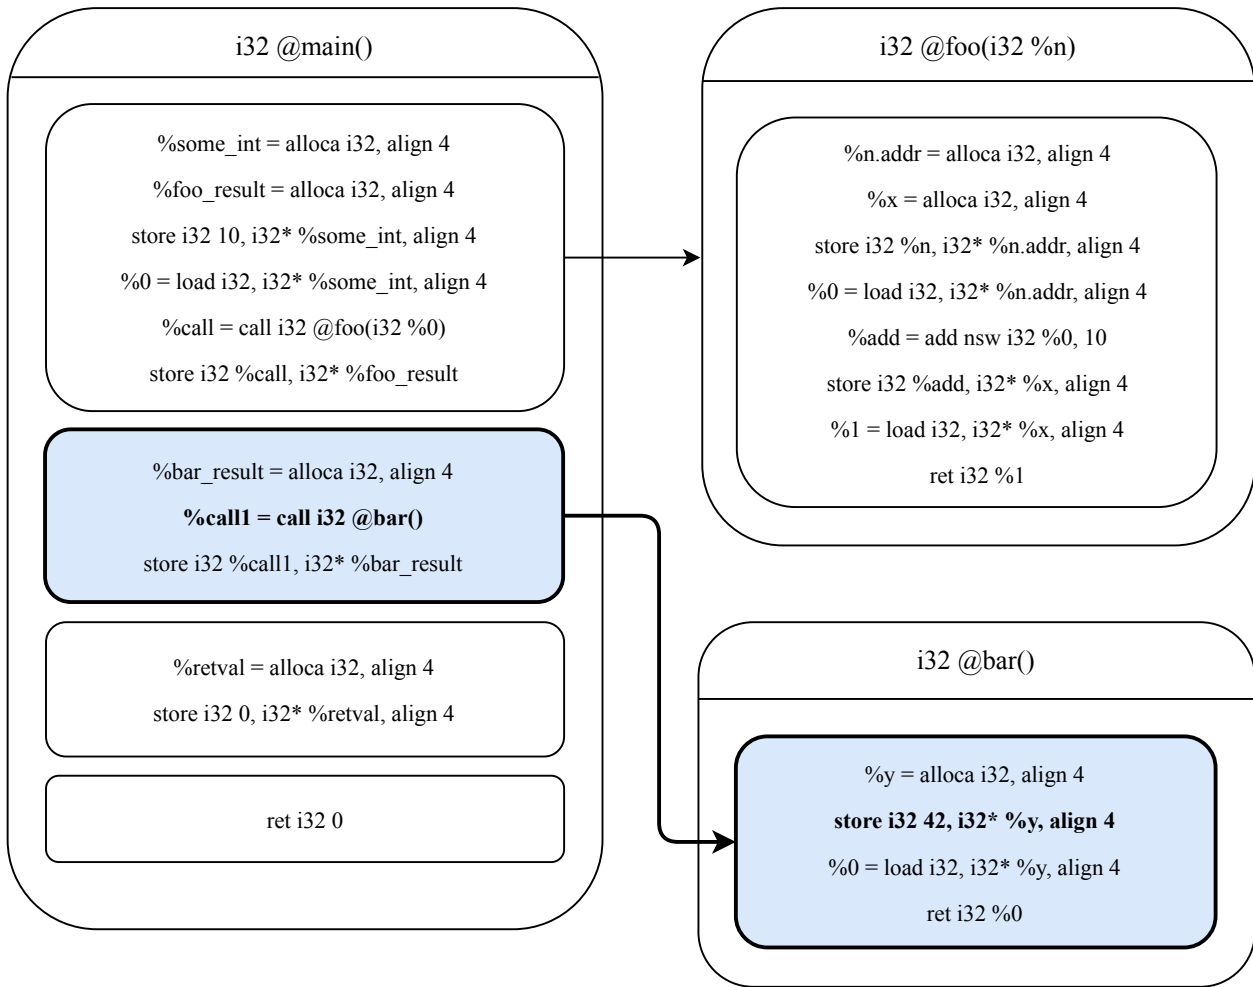 i32 @main()
%some_int = alloca i32, align 4
%foo_result = alloca i32, align 4
store i32 10, i32* %some_int, align 4
%0 = load i32, i32* %some_int, align 4
%call = call i32 @foo(i32 %0)
store i32 %call, i32* %foo_result
%bar_result = alloca i32, align 4
%call1 = call i32 @bar()
store i32 %call1, i32* %bar_result
%retval = alloca i32, align 4
store i32 0, i32* %retval, align 4
ret i32 0
i32 @foo(i32 %n)
%n.addr = alloca i32, align 4
%x = alloca i32, align 4
store i32 %n, i32* %n.addr, align 4
%0 = load i32, i32* %n.addr, align 4
%add = add nsw i32 %0, 10
store i32 %add, i32* %x, align 4
%1 = load i32, i32* %x, align 4
ret i32 %1
i32 @bar()
%y = alloca i32, align 4
store i32 42, i32* %y, align 4
%0 = load i32, i32* %y, align 4
ret i32 %0